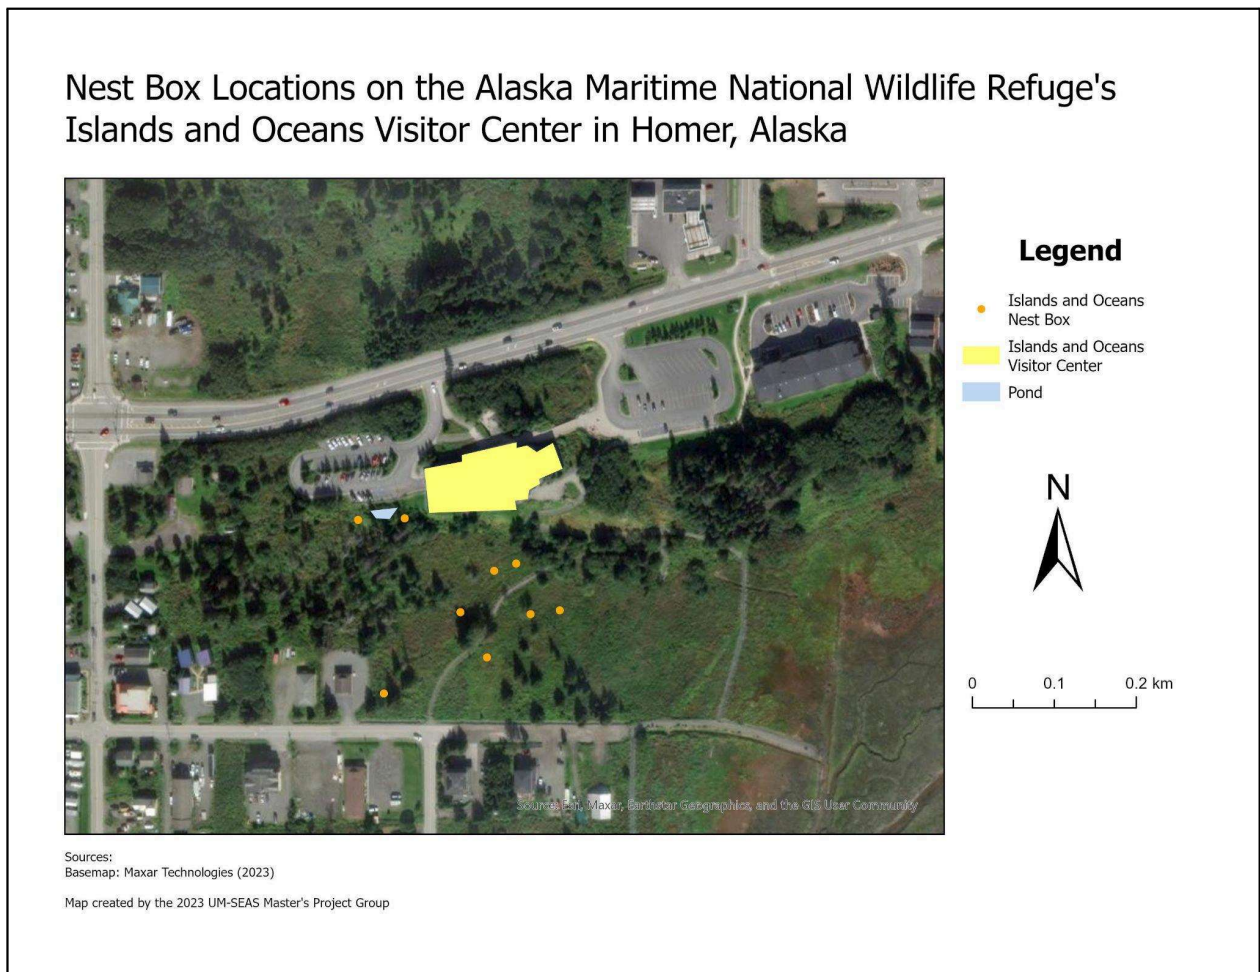 Nest Box Locations on the Alaska Maritime National Wildlife Refuge's
Islands and Oceans Visitor Center in Homer, Alaska
Legend
Islands and Oceans
Nest Box
Islands and Oceans
Visitor Center
Pond
N
0 0.1 0.2 km
Source: Esri, Maxar, Earthstar Geographics, and the GIS User Community
Sources:
Basemap: Maxar Technologies (2023)
Map created by the 2023 UM-SEAS Master's Project Group